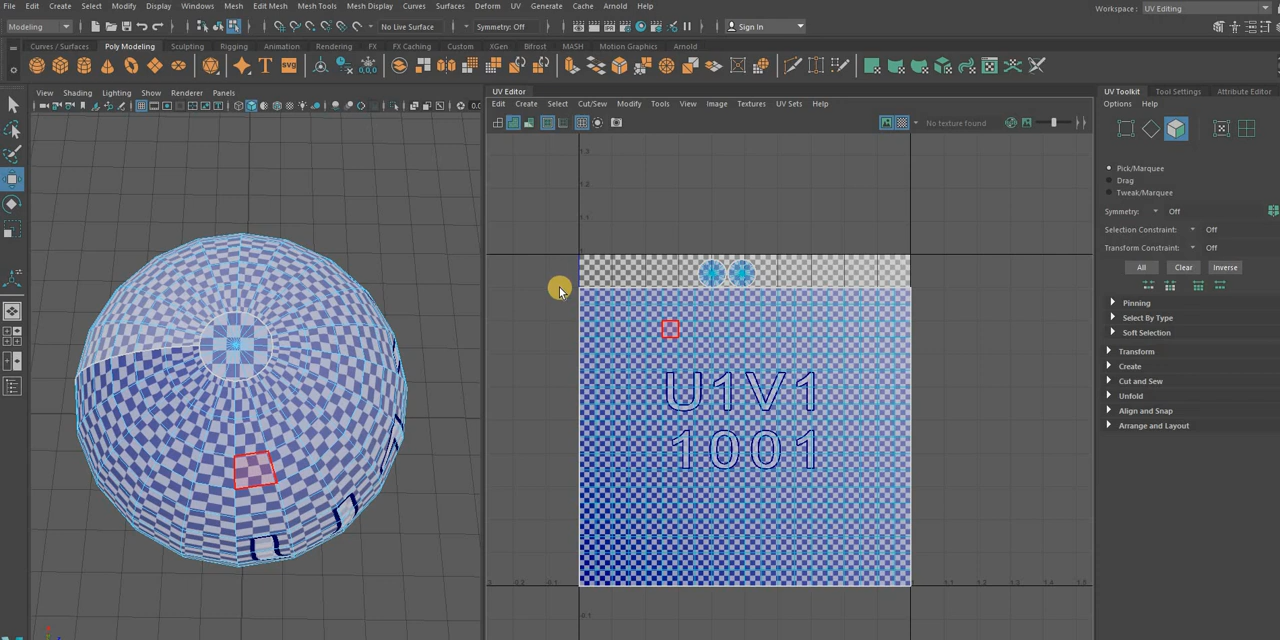 File Edit Create Select Modify Display Windows Mesh Edit Mesh Mesh Tools Mesh Display Curves Surfaces Deform UV Generate Cache Arnold Help
Workspace : UV Editing
Modeling No Live Surface Symmetry: Off Sign In
Curves / Surfaces Poly Modeling Sculpting Rigging Animation Rendering FX FX Caching Custom XGen Bifrost MASH Motion Graphics Arnold
View Shading Lighting Show Renderer Panels
UV Editor
Edit Create Select Cut/Sew Modify Tools View Image Textures UV Sets Help
No texture found
U1V1
1001
UV Toolkit Tool Settings Attribute Editor
Options Help
Pick/Marquee
Drag
Tweak/Marquee
Symmetry: Off
Selection Constraint: Off
Transform Constraint: Off
All Clear Inverse
Pinning
Select By Type
Soft Selection
Transform
Create
Cut and Sew
Unfold
Align and Snap
Arrange and Layout